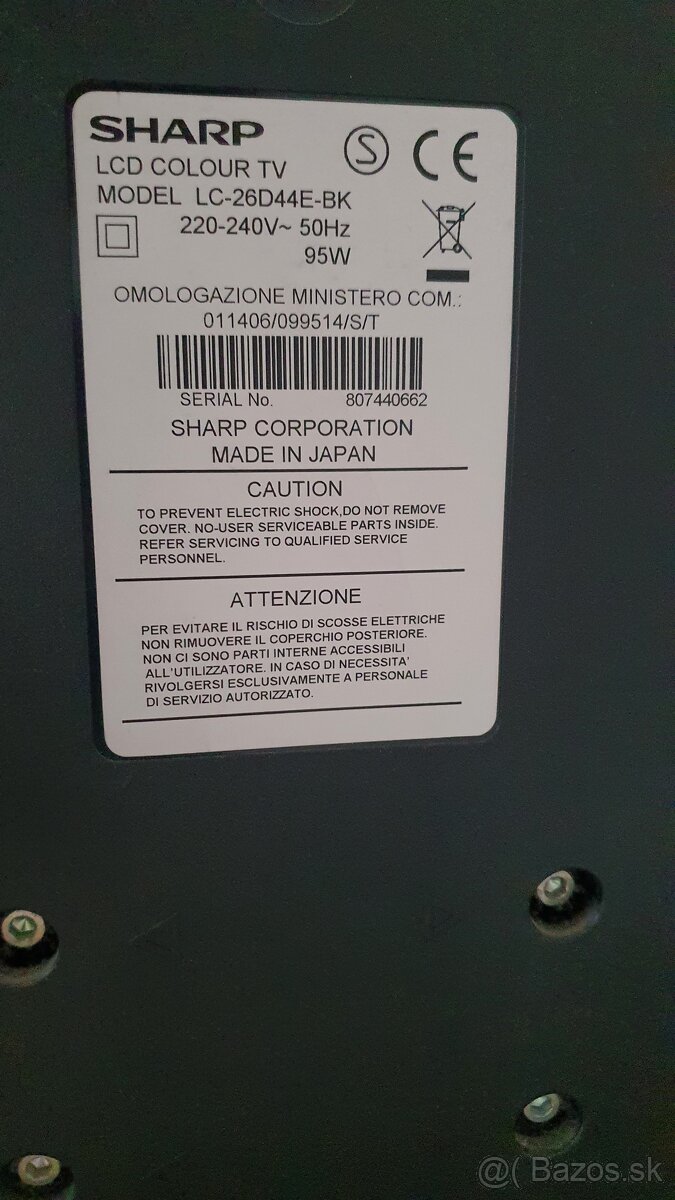 SHARP
LCD COLOUR TV
MODEL LC-26D44E-BK
220-240V~ 50Hz
95W
S
CE
OMOLOGAZIONE MINISTERO COM.:
011406/099514/S/T
SERIAL No. 807440662
SHARP CORPORATION
MADE IN JAPAN
CAUTION
TO PREVENT ELECTRIC SHOCK,DO NOT REMOVE
COVER. NO-USER SERVICEABLE PARTS INSIDE.
REFER SERVICING TO QUALIFIED SERVICE
PERSONNEL.
ATTENZIONE
PER EVITARE IL RISCHIO DI SCOSSE ELETTRICHE
NON RIMUOVERE IL COPERCHIO POSTERIORE.
NON CI SONO PARTI INTERNE ACCESSIBILI
ALL'UTILIZZATORE. IN CASO DI NECESSITA'
RIVOLGERSI ESCLUSIVAMENTE A PERSONALE
DI SERVIZIO AUTORIZZATO.
@( Bazos.sk